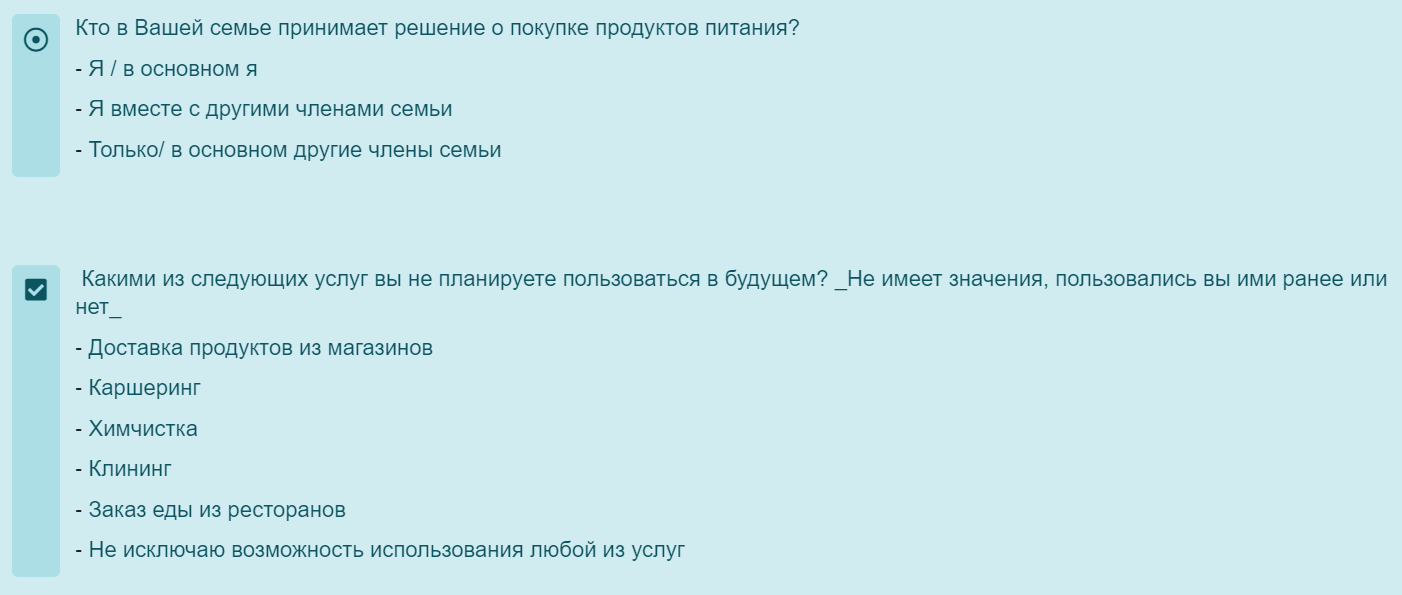 Кто в Вашей семье принимает решение о покупке продуктов питания?
- Я / в основном я
- Я вместе с другими членами семьи
- Только/ в основном другие члены семьи
Какими из следующих услуг вы не планируете пользоваться в будущем? _Не имеет значения, пользовались вы ими ранее или
нет_
- Доставка продуктов из магазинов
- Каршеринг
- Химчистка
- Клининг
- Заказ еды из ресторанов
- Не исключаю возможность использования любой из услуг